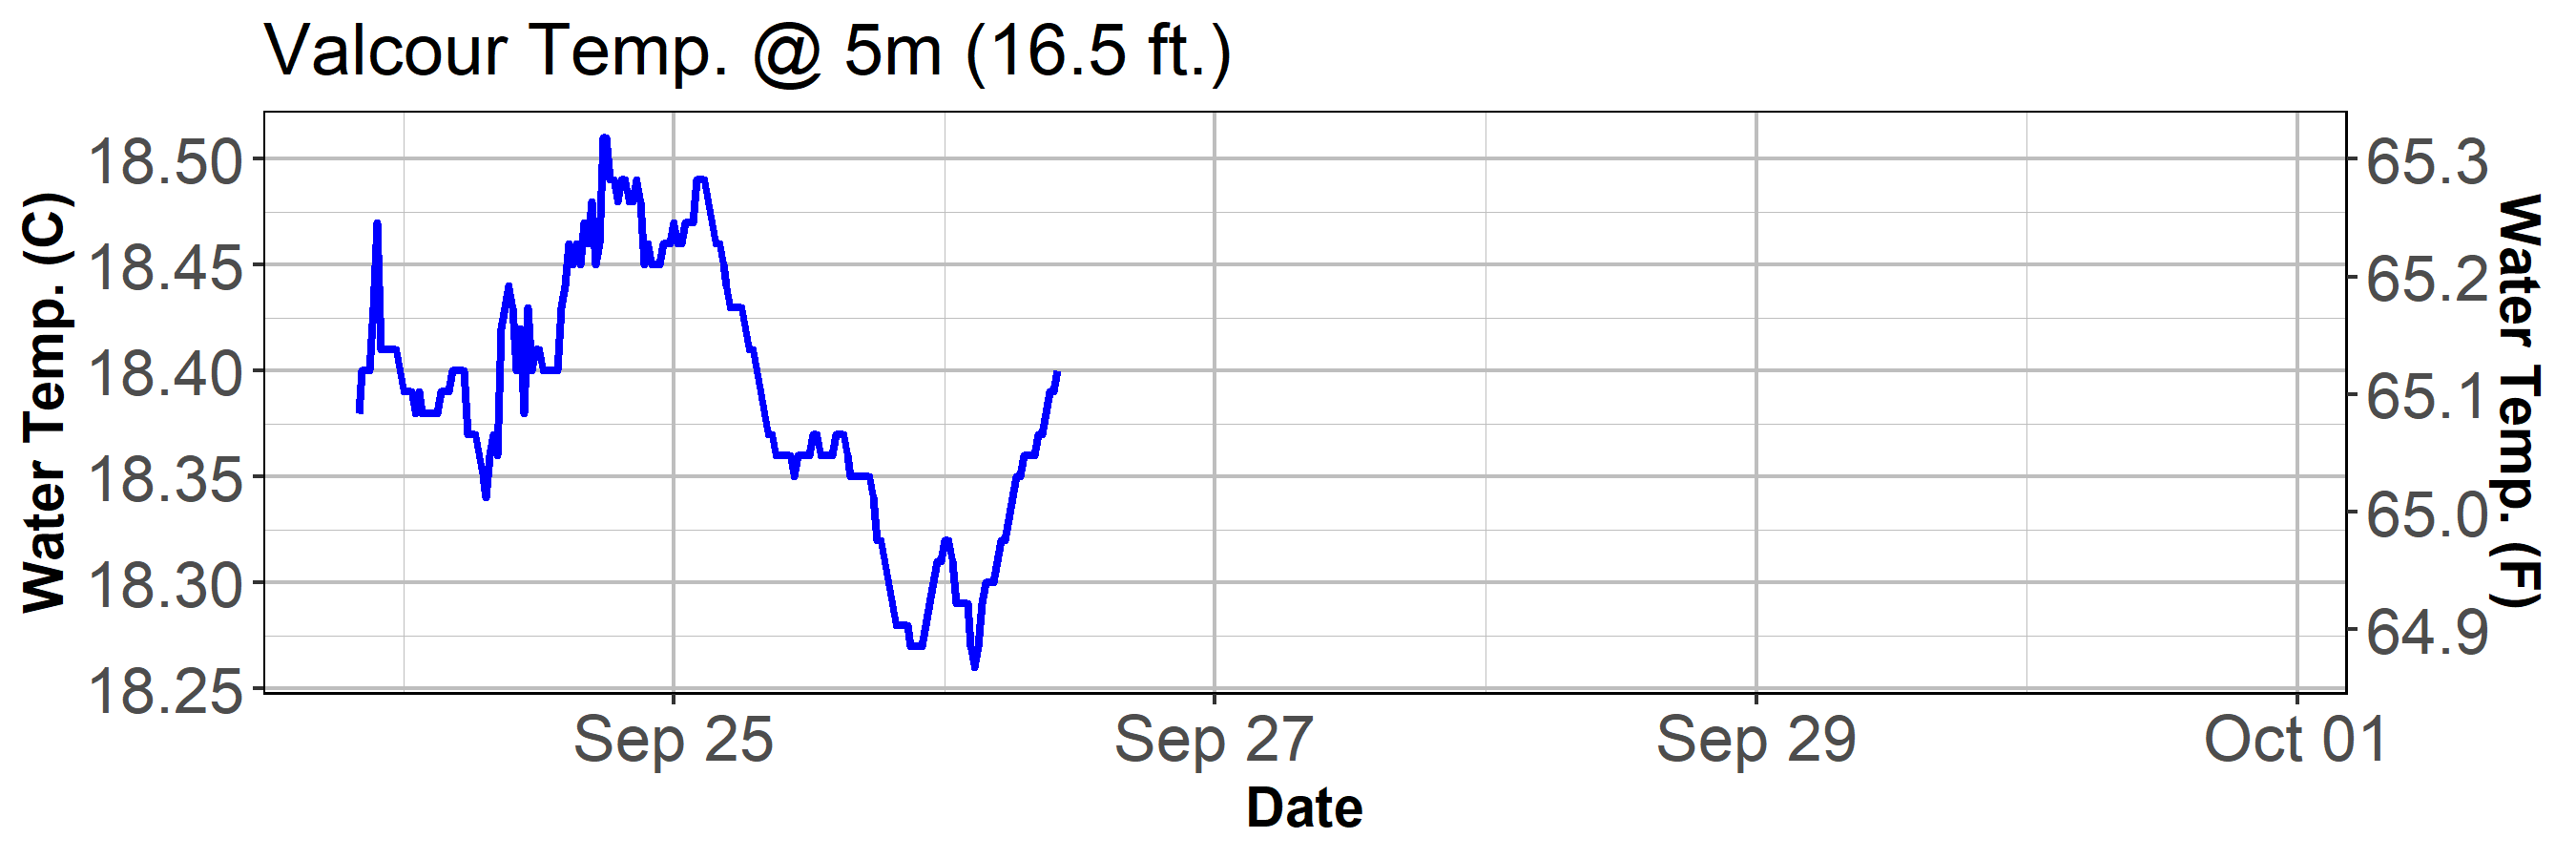 Valcour Temp. @ 5m (16.5 ft.)
Water Temp. (C)
18.50
18.45
18.40
18.35
18.30
18.25
65.3
65.2
65.1
65.0
64.9
Water Temp. (F)
Sep 25
Sep 27
Sep 29
Oct 01
Date